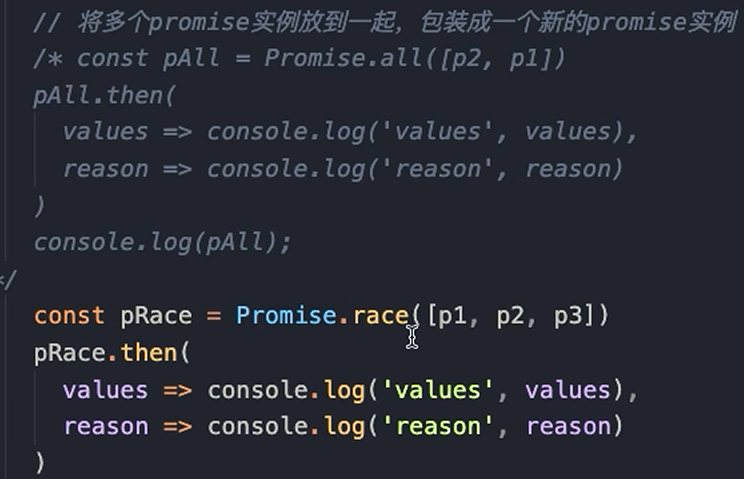 // 将多个promise实例放到一起，包装成一个新的promise实例
/* const pAll = Promise.all([p2, p1])
pAll.then(
values => console.log('values', values),
reason => console.log('reason', reason)
)
console.log(pAll);
*/
const pRace = Promise.race([p1, p2, p3])
pRace.then(
values => console.log('values', values),
reason => console.log('reason', reason)
)